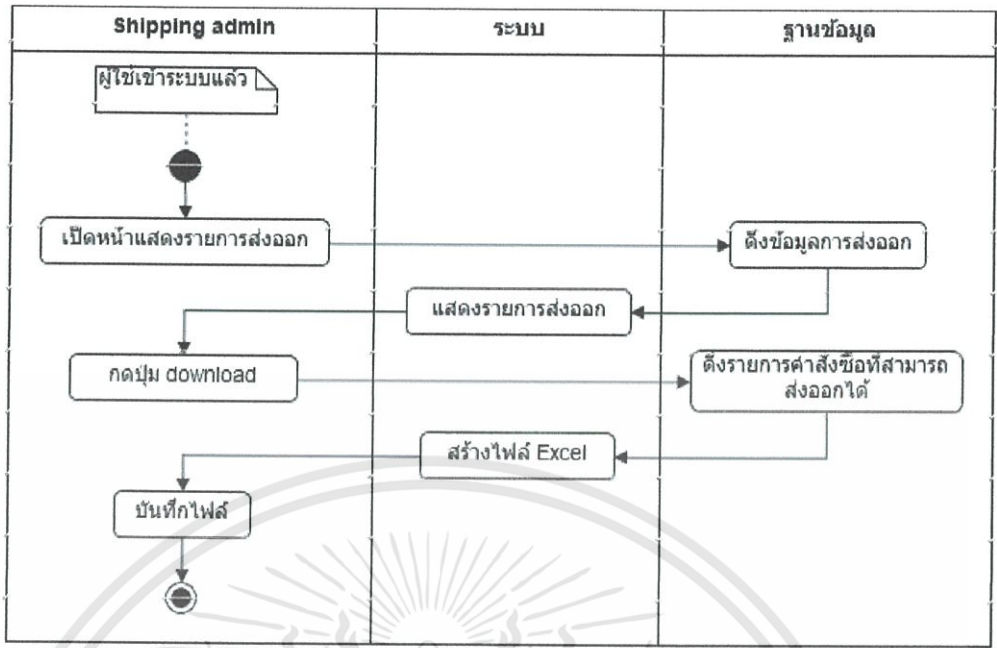 Shipping admin
ระบบ
ฐานข้อมูล
ผู้ใช้เข้าระบบแล้ว
เปิดหน้าแสดงรายการส่งออก
ดึงข้อมูลการส่งออก
แสดงรายการส่งออก
กดปุ่ม download
ดึงรายการคำสั่งซื้อที่สามารถ
ส่งออกได้
สร้างไฟล์ Excel
บันทึกไฟล์